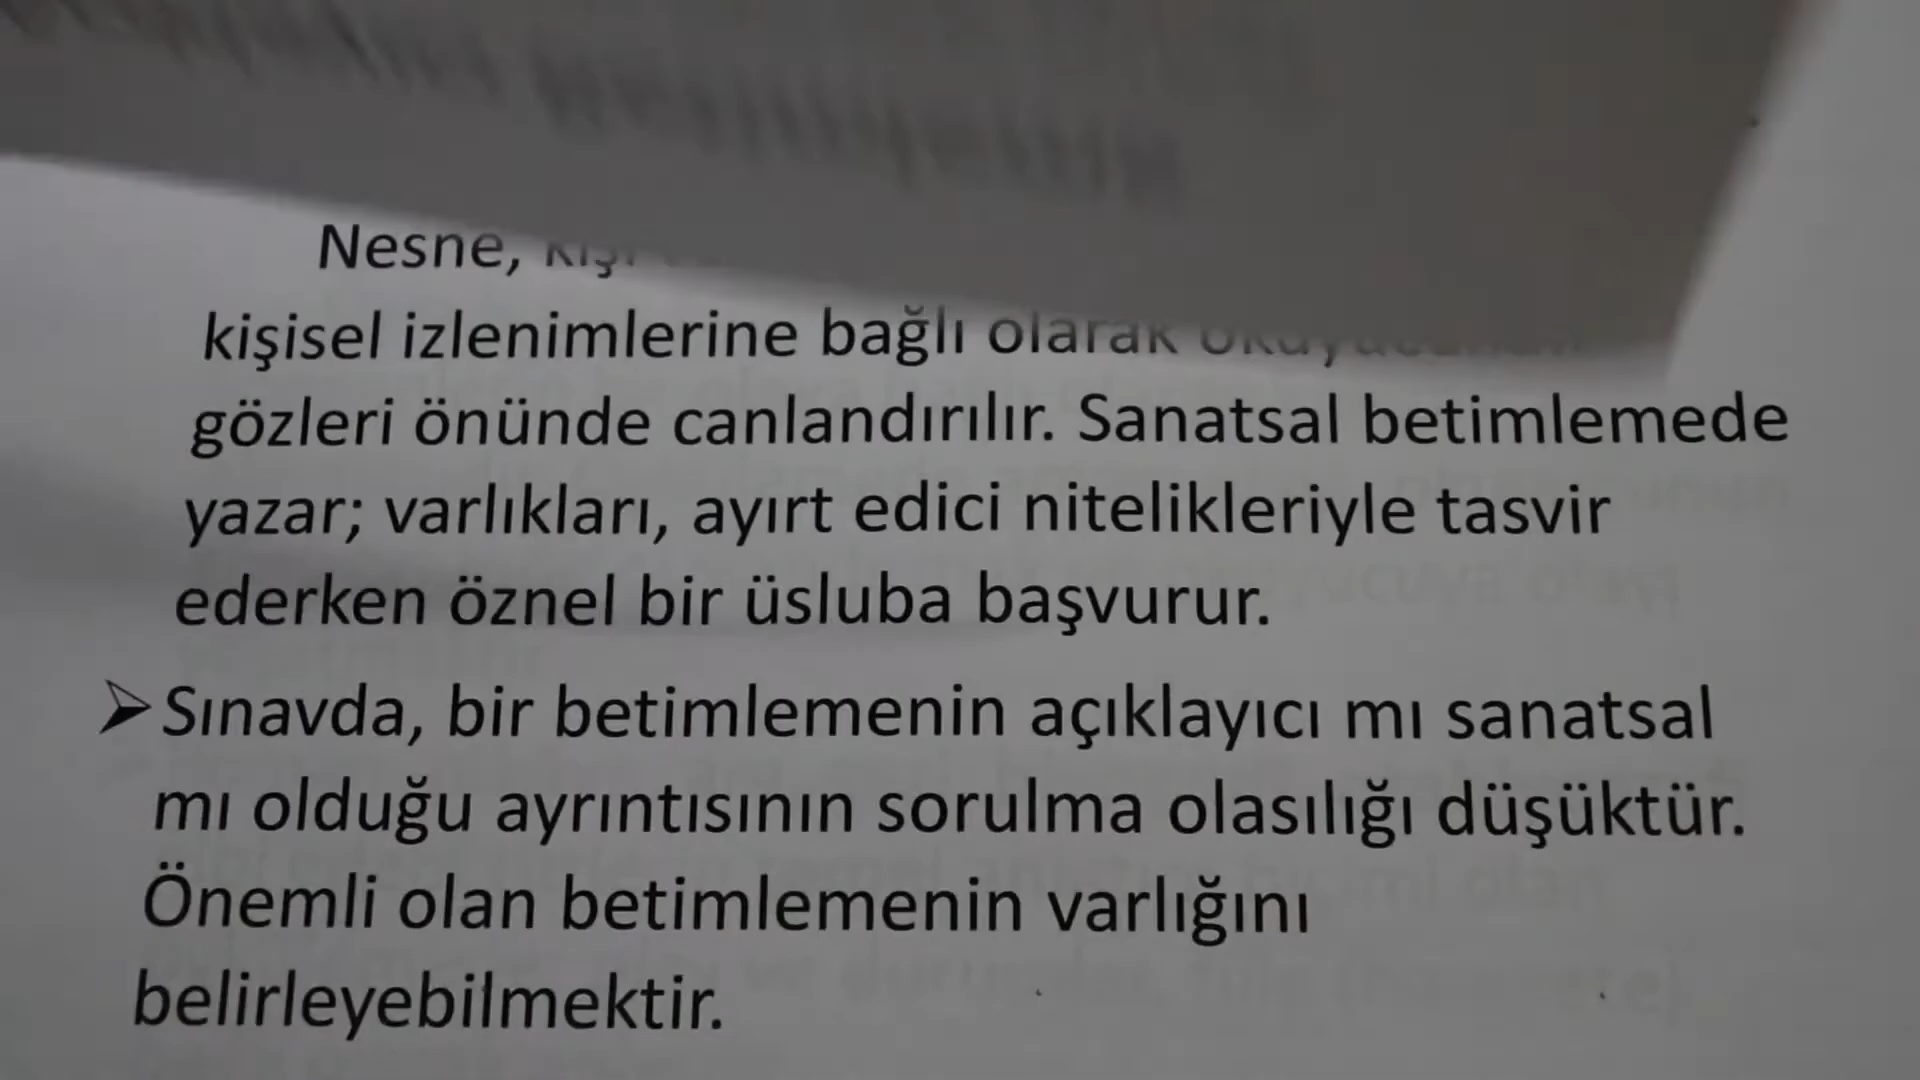 Nesne,
kişisel izlenimlerine bağlı olarak
gözleri önünde canlandırılır. Sanatsal betimlemede
yazar; varlıkları, ayırt edici nitelikleriyle tasvir
ederken öznel bir üsluba başvurur.
➢Sınavda, bir betimlemenin açıklayıcı mı sanatsal
mı olduğu ayrıntısının sorulma olasılığı düşüktür.
Önemli olan betimlemenin varlığını
belirleyebilmektir.